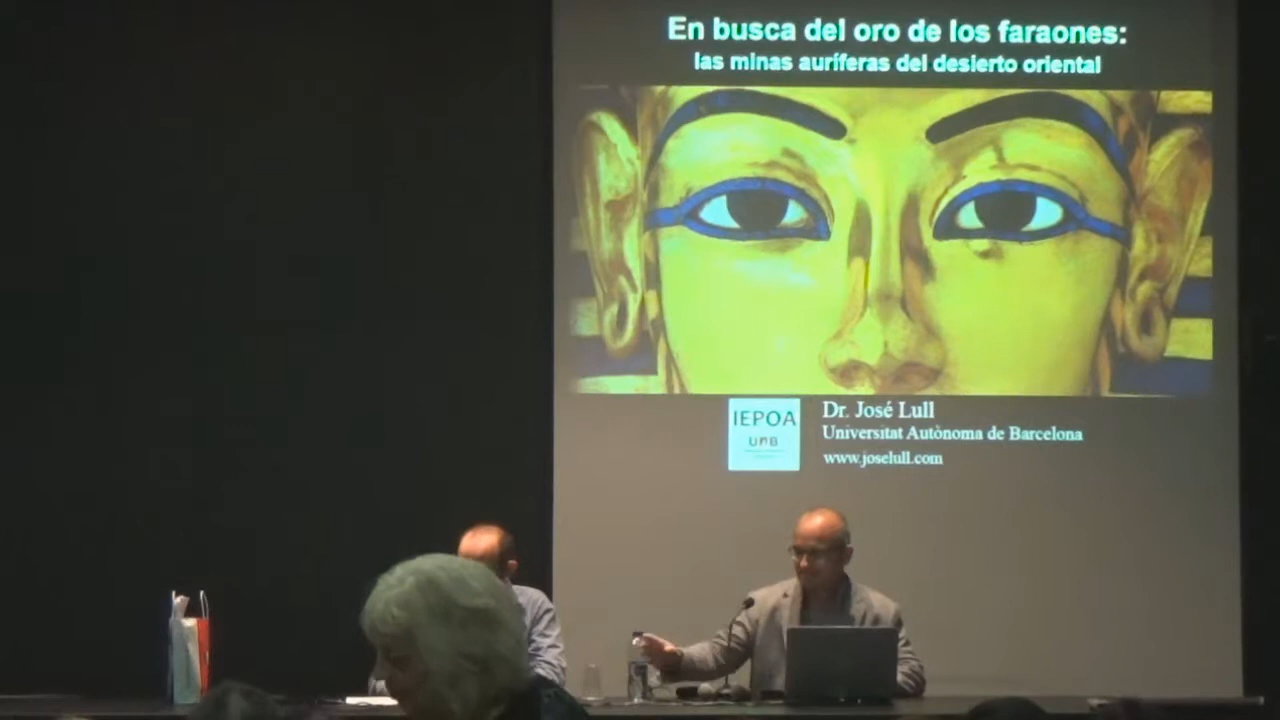 En busca del oro de los faraones:
las minas auríferas del desierto oriental
IEPOA
UAB
Dr. José Lull
Universitat Autònoma de Barcelona
www.joselull.com